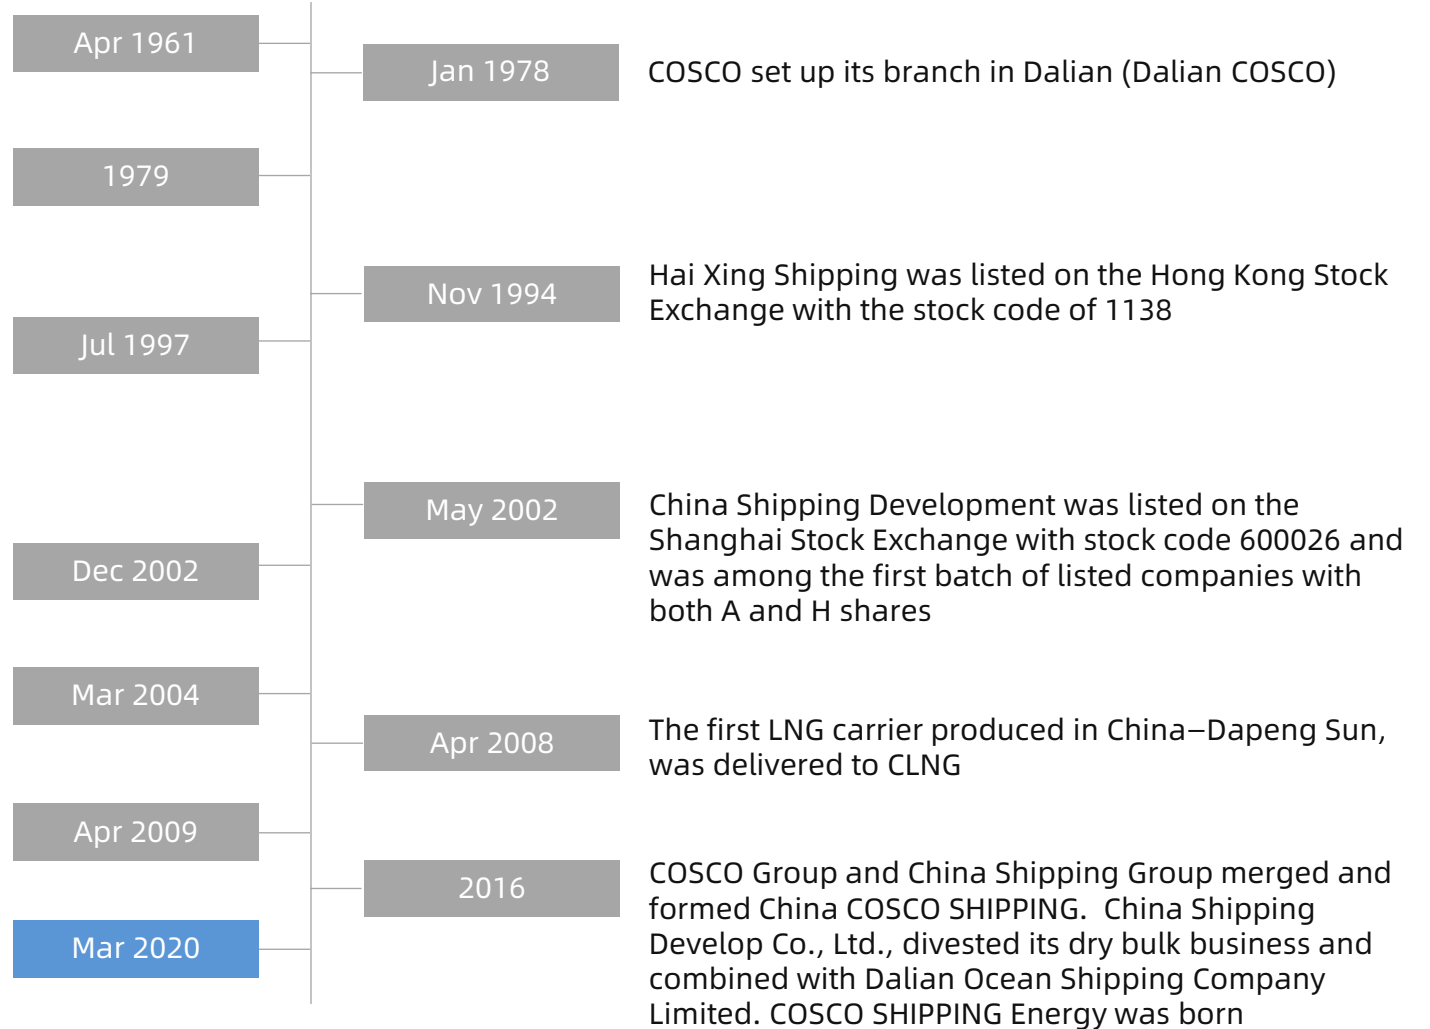 Apr 1961
Jan 1978
COSCO set up its branch in Dalian (Dalian COSCO)
1979
Nov 1994
Hai Xing Shipping was listed on the Hong Kong Stock
Exchange with the stock code of 1138
Jul 1997
May 2002
China Shipping Development was listed on the
Shanghai Stock Exchange with stock code 600026 and
was among the first batch of listed companies with
both A and H shares
Dec 2002
Mar 2004
Apr 2008
The first LNG carrier produced in China–Dapeng Sun,
was delivered to CLNG
Apr 2009
2016
COSCO Group and China Shipping Group merged and
formed China COSCO SHIPPING.  China Shipping
Develop Co., Ltd., divested its dry bulk business and
combined with Dalian Ocean Shipping Company
Limited. COSCO SHIPPING Energy was born
Mar 2020